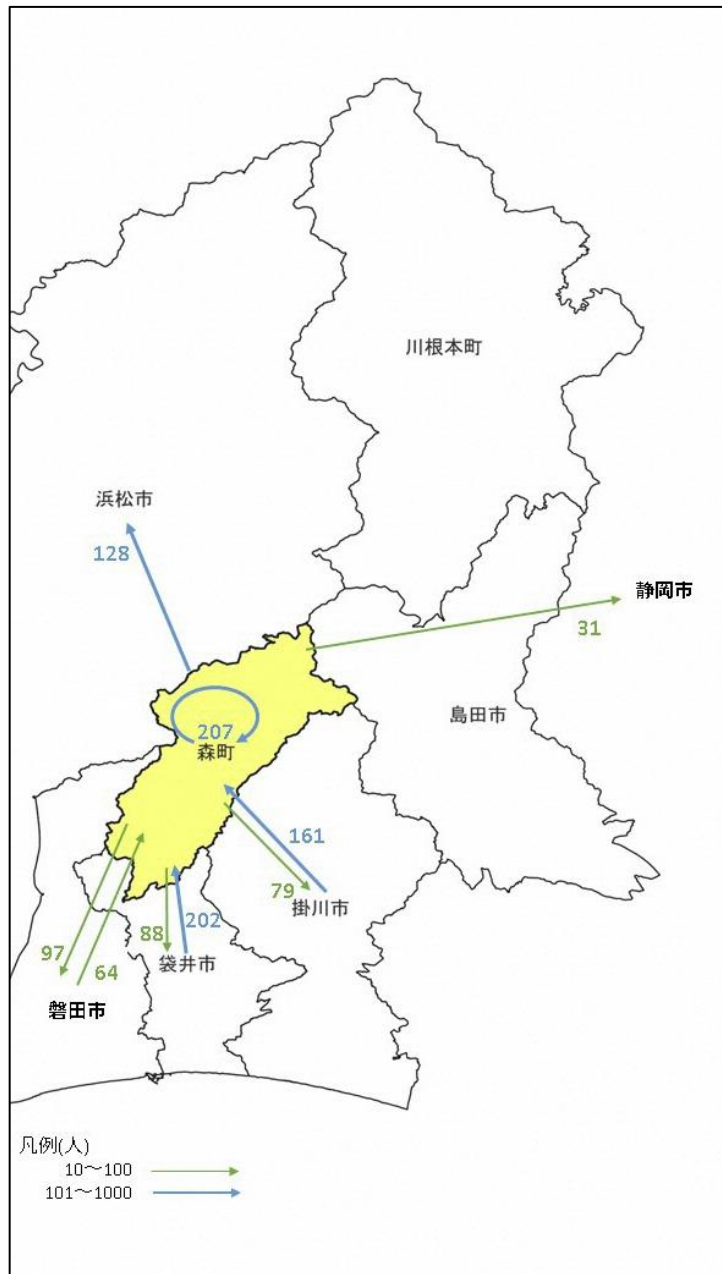 川根本町
浜松市
128
静岡市
31
島田市
207
森町
161
79
掛川市
88
202
袋井市
97
64
磐田市
凡例(人)
10～100
101～1000